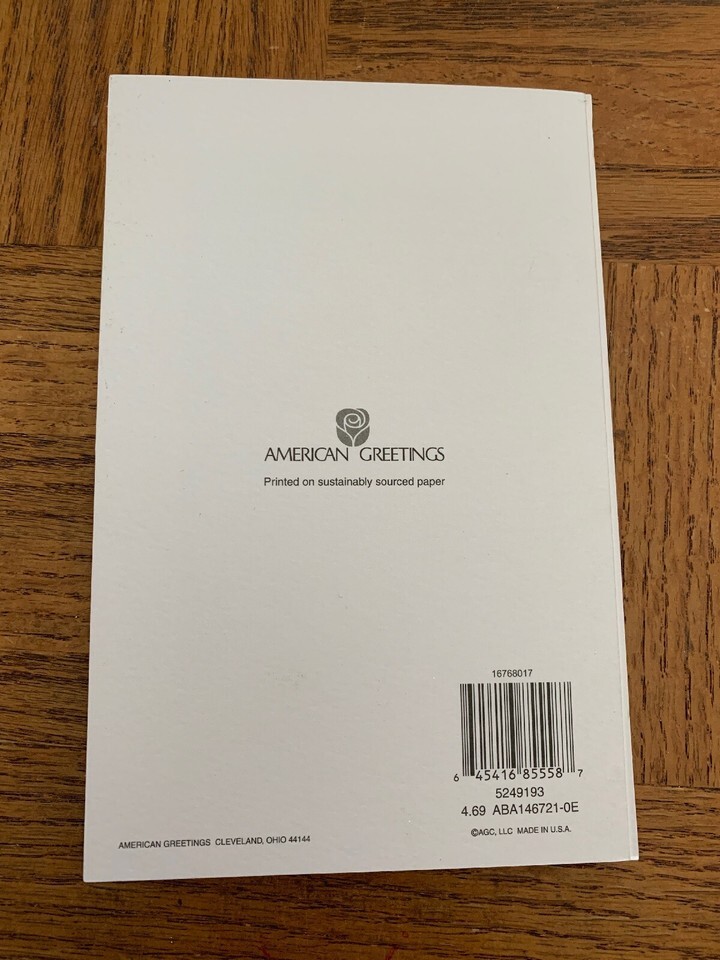 AMERICAN GREETINGS
Printed on sustainably sourced paper
16768017
6 45416 85558 7
5249193
4.69 ABA146721-0E
©AGC, LLC MADE IN U.S.A.
AMERICAN GREETINGS CLEVELAND, OHIO 44144